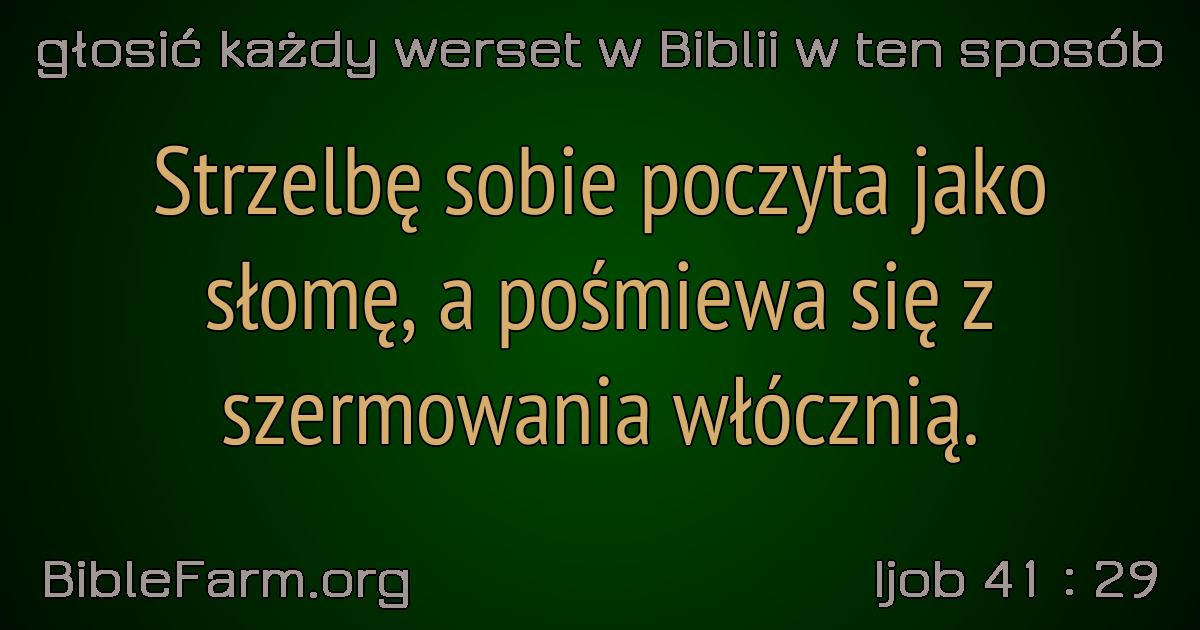 głosić każdy werset w Biblii w ten sposób
Strzelbę sobie poczyta jako
słomę, a pośmiewa się z
szermowania włócznią.
BibleFarm.org
Ijob 41 : 29